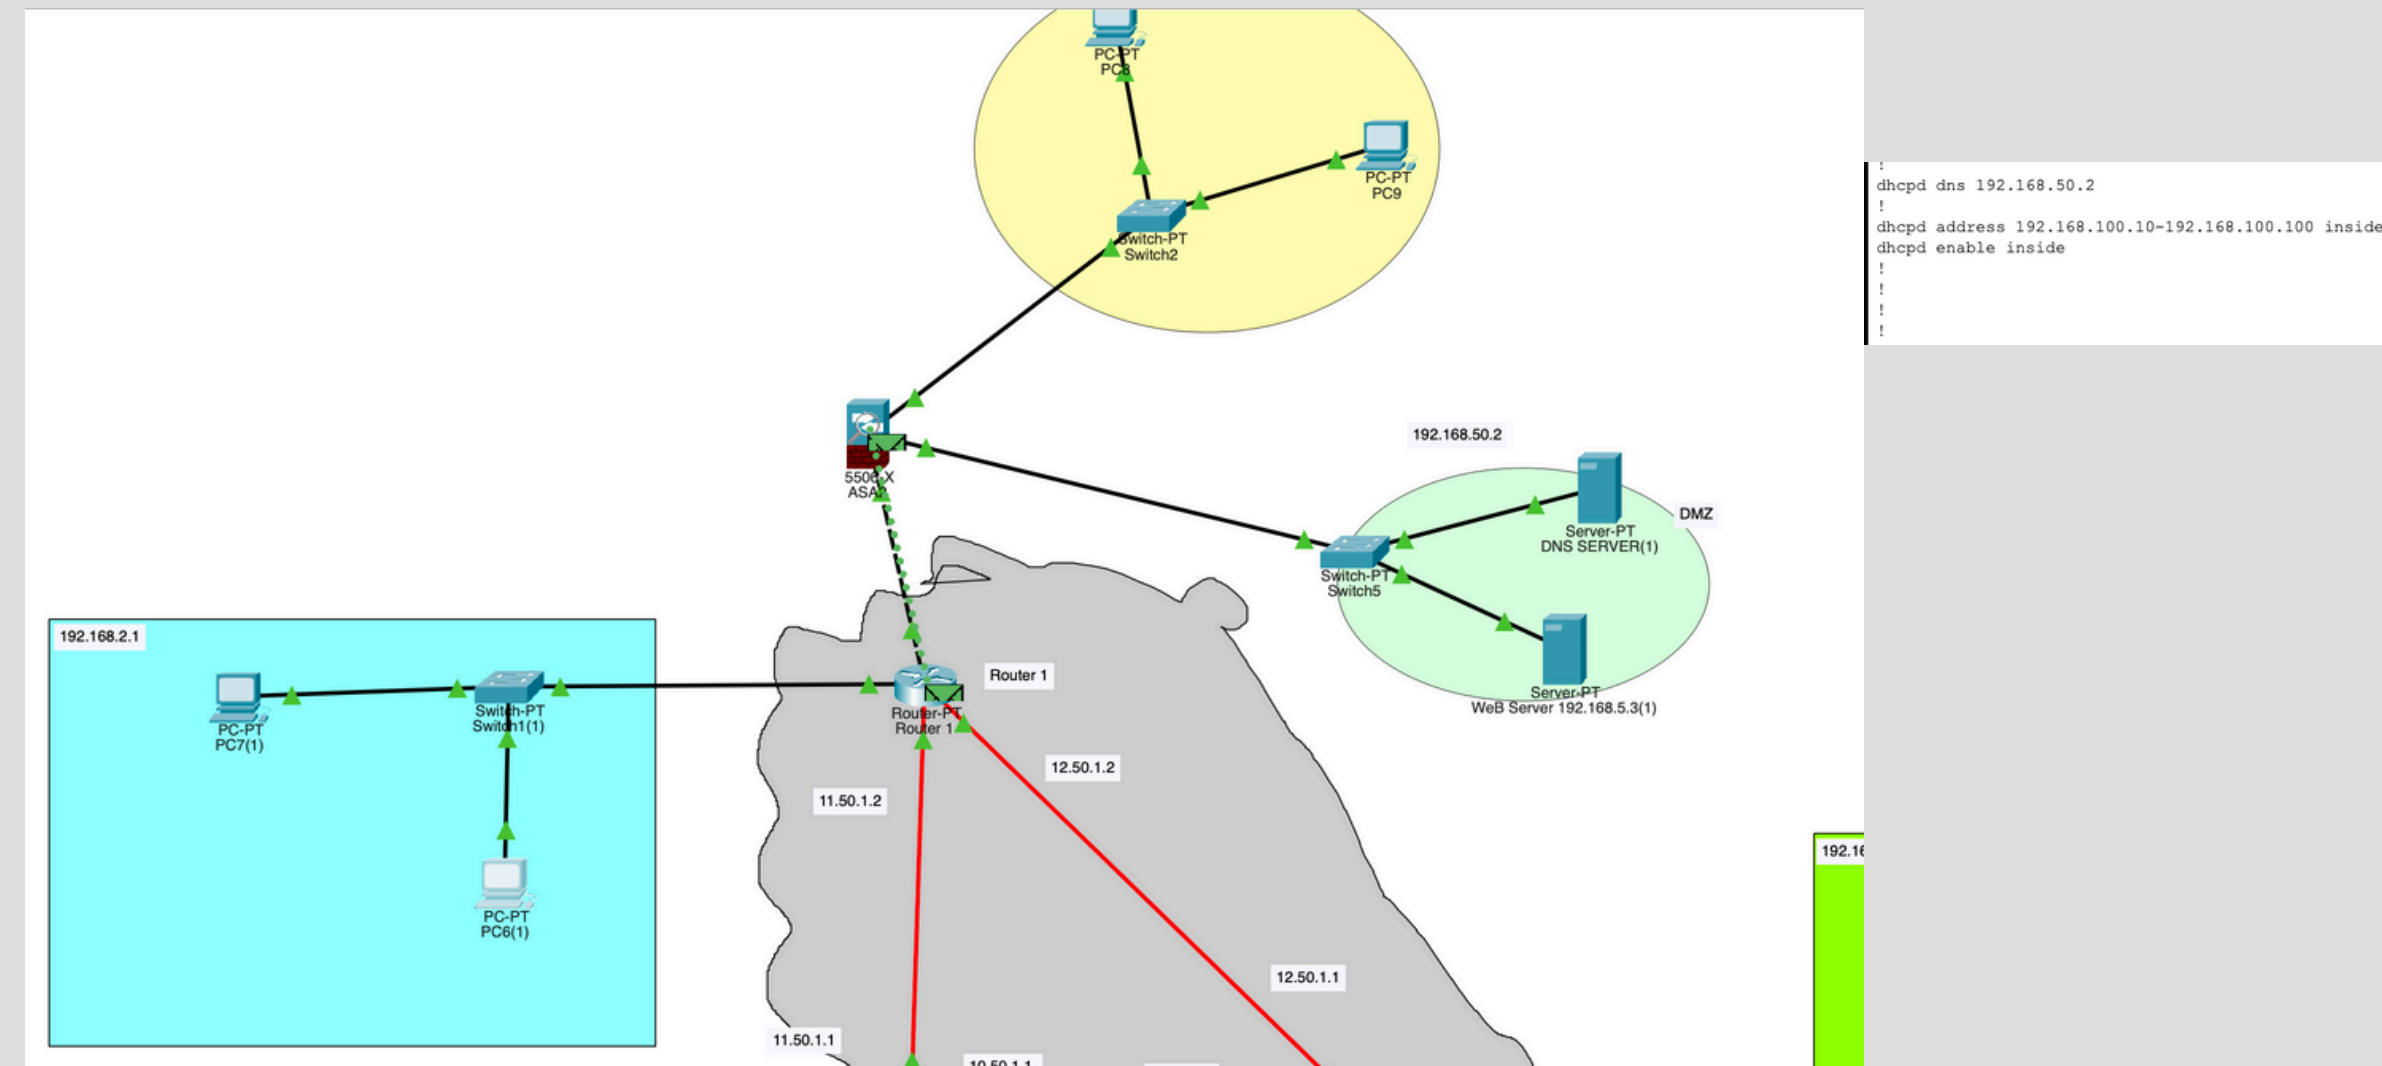 PC-PT
PC8
PC-PT
PC9
Switch-PT
Switch2
!
dhcpd dns 192.168.50.2
!
dhcpd address 192.168.100.10-192.168.100.100 inside
dhcpd enable inside
!
!
!
!
5506-X
192.168.50.2
DMZ
Server-PT
DNS SERVER(1)
Switch-PT
Switch5
Server-PT
WeB Server 192.168.5.3(1)
192.168.2.1
PC-PT
PC7(1)
Switch-PT
Switch1(1)
PC-PT
PC6(1)
Router 1
Router-PT
Router 1
12.50.1.2
11.50.1.2
12.50.1.1
11.50.1.1
10.50.1.1